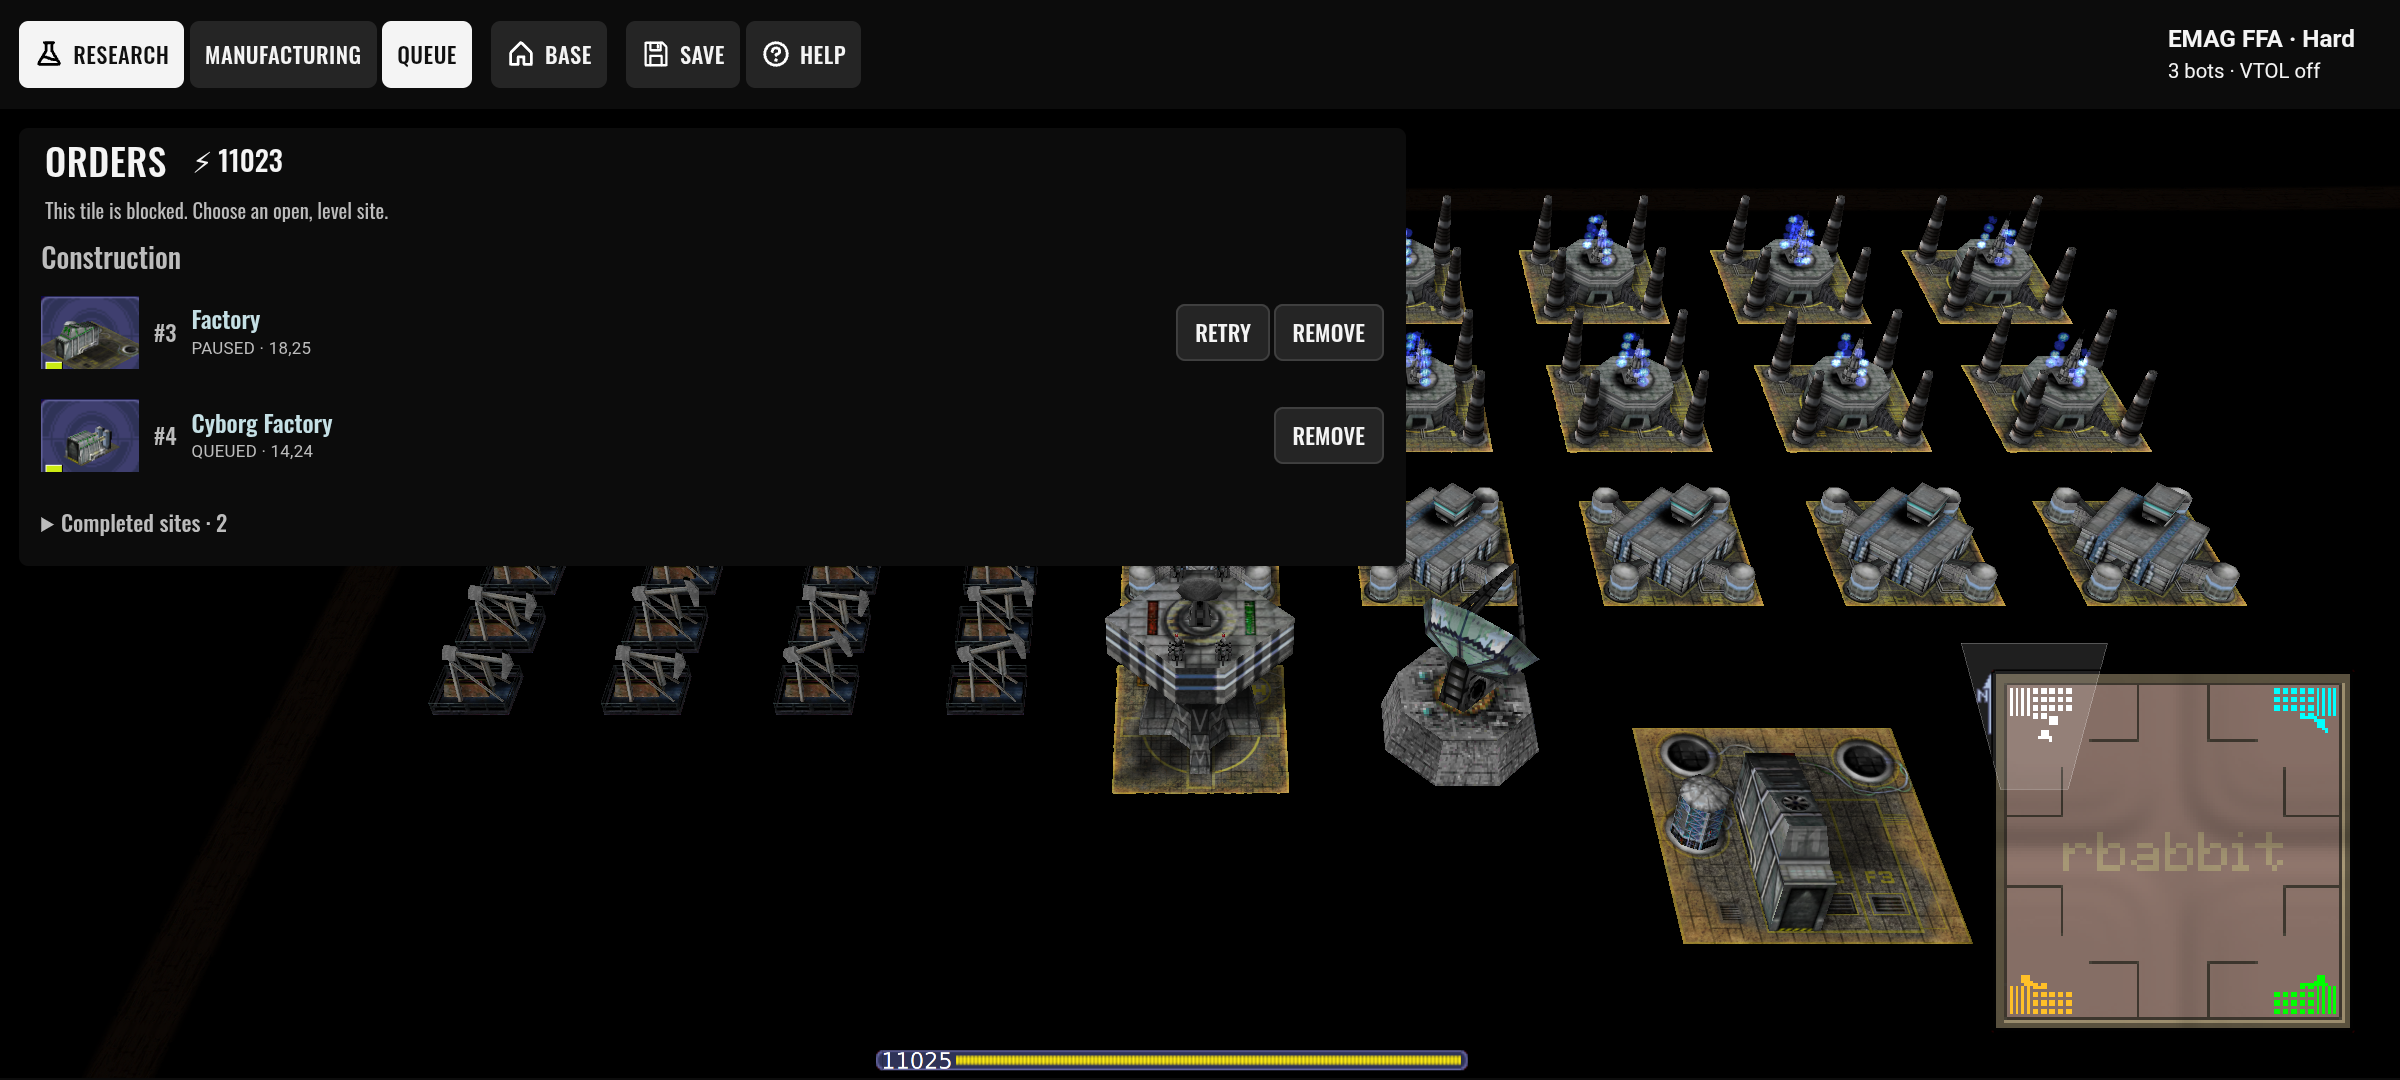 RESEARCH
MANUFACTURING
QUEUE
BASE
SAVE
HELP
EMAG FFA · Hard
3 bots · VTOL off
ORDERS
11023
This tile is blocked. Choose an open, level site.
Construction
#3
Factory
PAUSED · 18,25
RETRY
REMOVE
#4
Cyborg Factory
QUEUED · 14,24
REMOVE
Completed sites · 2
N
F3
rbabbit
11025